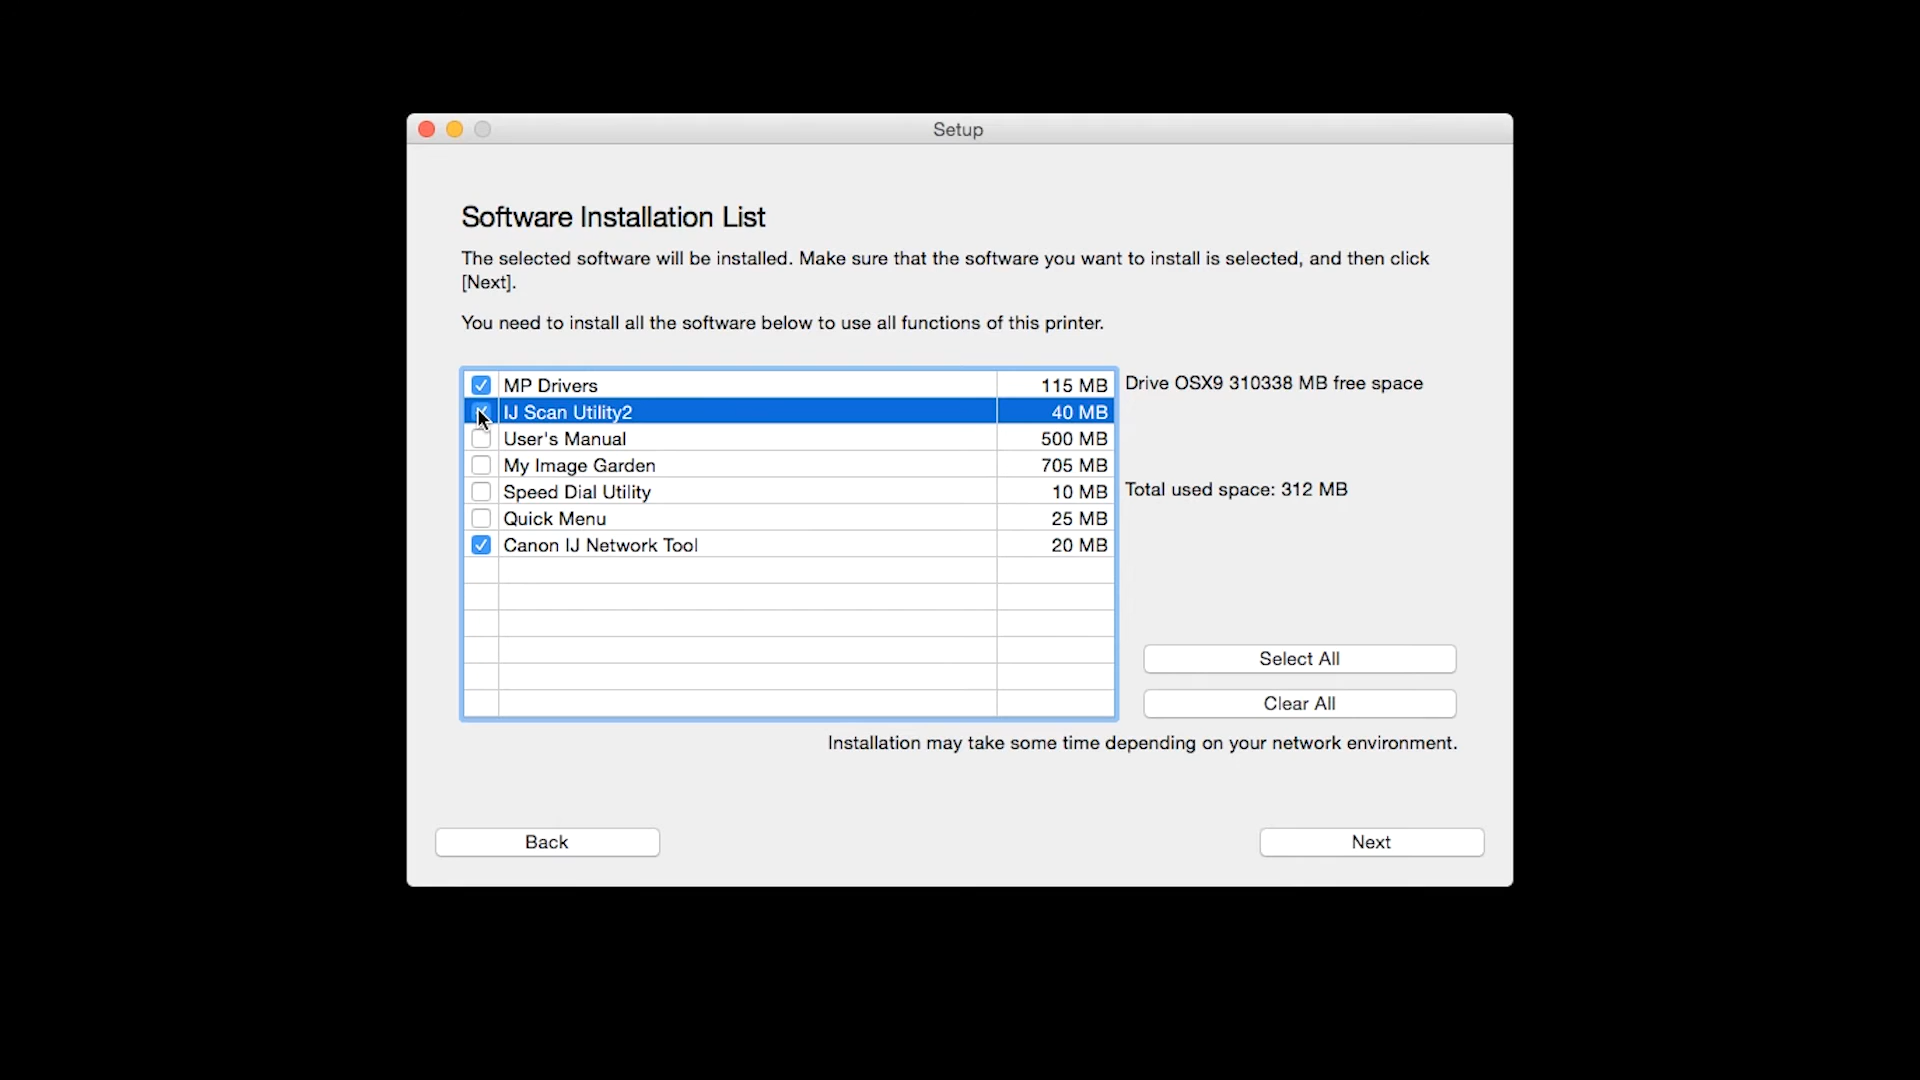 Setup
Software Installation List
The selected software will be installed. Make sure that the software you want to install is selected, and then click
[Next].
You need to install all the software below to use all functions of this printer.
MP Drivers 115 MB
Drive OSX9 310338 MB free space
IJ Scan Utility2 40 MB
User's Manual 500 MB
My Image Garden 705 MB
Speed Dial Utility 10 MB
Total used space: 312 MB
Quick Menu 25 MB
Canon IJ Network Tool 20 MB
Select All
Clear All
Installation may take some time depending on your network environment.
Back
Next